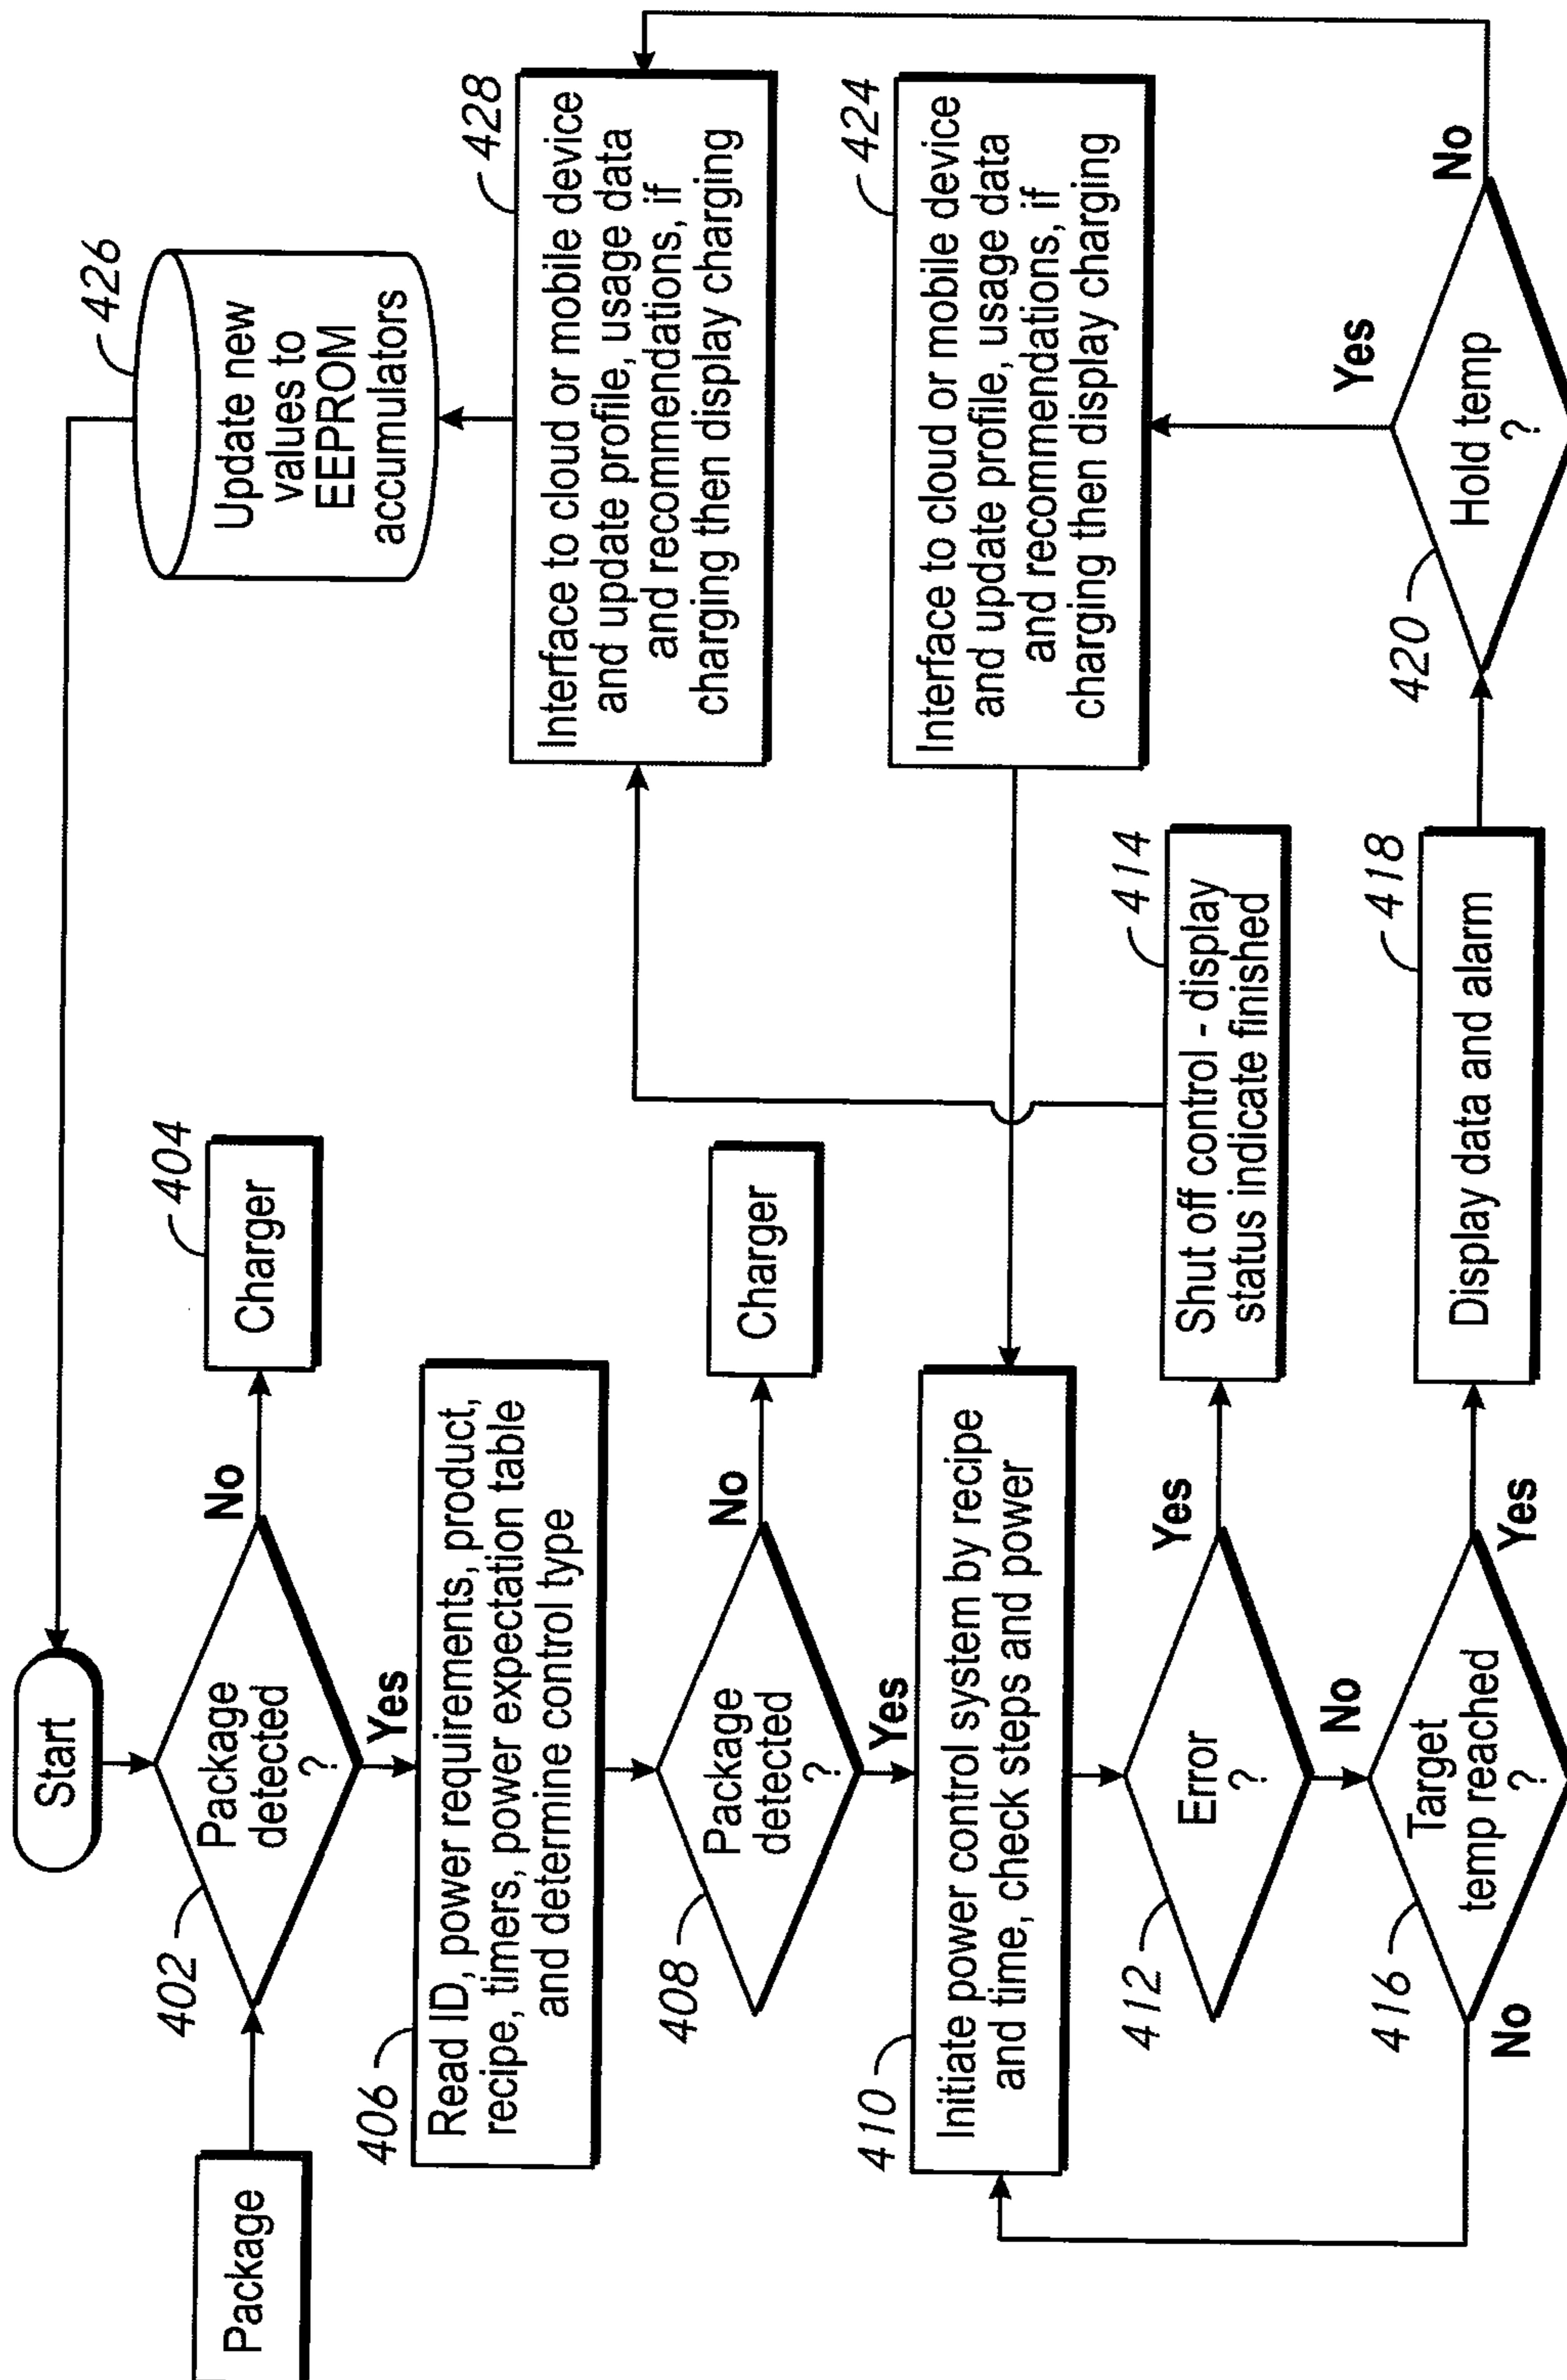 Start
Package
402
Package
detected
?
No
404
Charger
Yes
406
Read ID, power requirements, product,
recipe, timers, power expectation table
and determine control type
408
Package
detected
?
No
Charger
Yes
410
Initiate power control system by recipe
and time, check steps and power
412
Error
?
Yes
414
Shut off control - display
status indicate finished
No
416
Target
temp reached
?
No
Yes
418
Display data and alarm
420
Hold temp
?
Yes
No
424
Interface to cloud or mobile device
and update profile, usage data
and recommendations, if
charging then display charging
428
Interface to cloud or mobile device
and update profile, usage data
and recommendations, if
charging then display charging
426
Update new
values to
EEPROM
accumulators